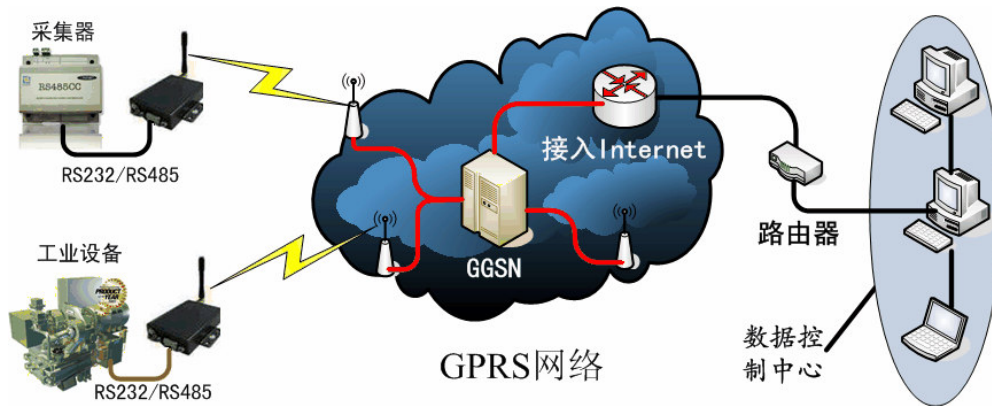 采集器
RS485CC
RS232/RS485
接入Internet
GGSN
路由器
工业设备
PRODUCT
YEAR
RS232/RS485
GPRS网络
数据控
制中心